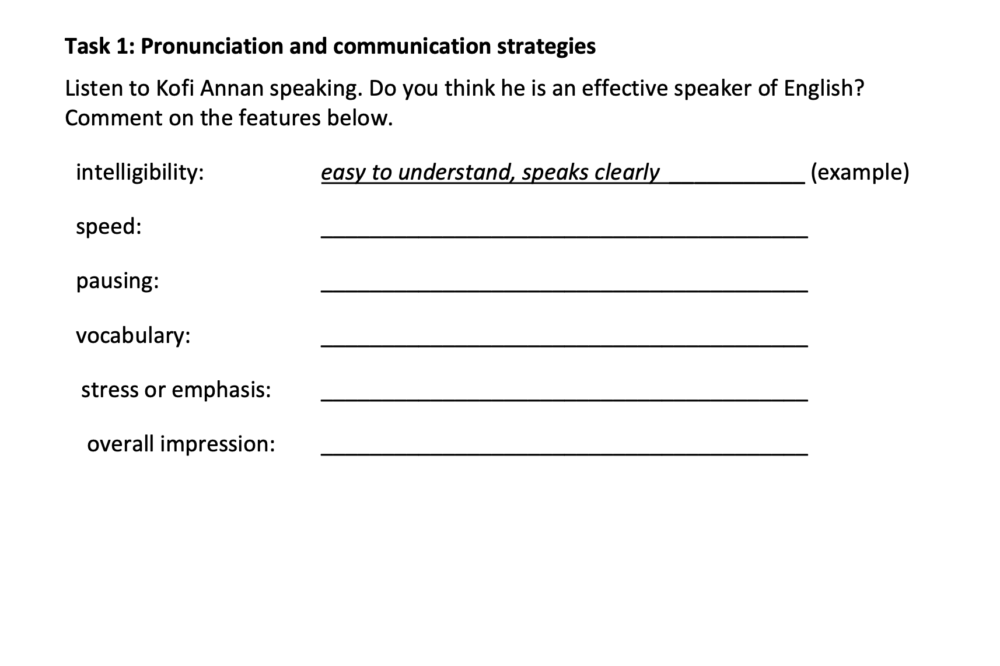 Task 1: Pronunciation and communication strategies
Listen to Kofi Annan speaking. Do you think he is an effective speaker of English?
Comment on the features below.
intelligibility: easy to understand, speaks clearly ___________ (example)
speed: ________________________________________
pausing: ________________________________________
vocabulary: ________________________________________
stress or emphasis: ________________________________________
overall impression: ________________________________________